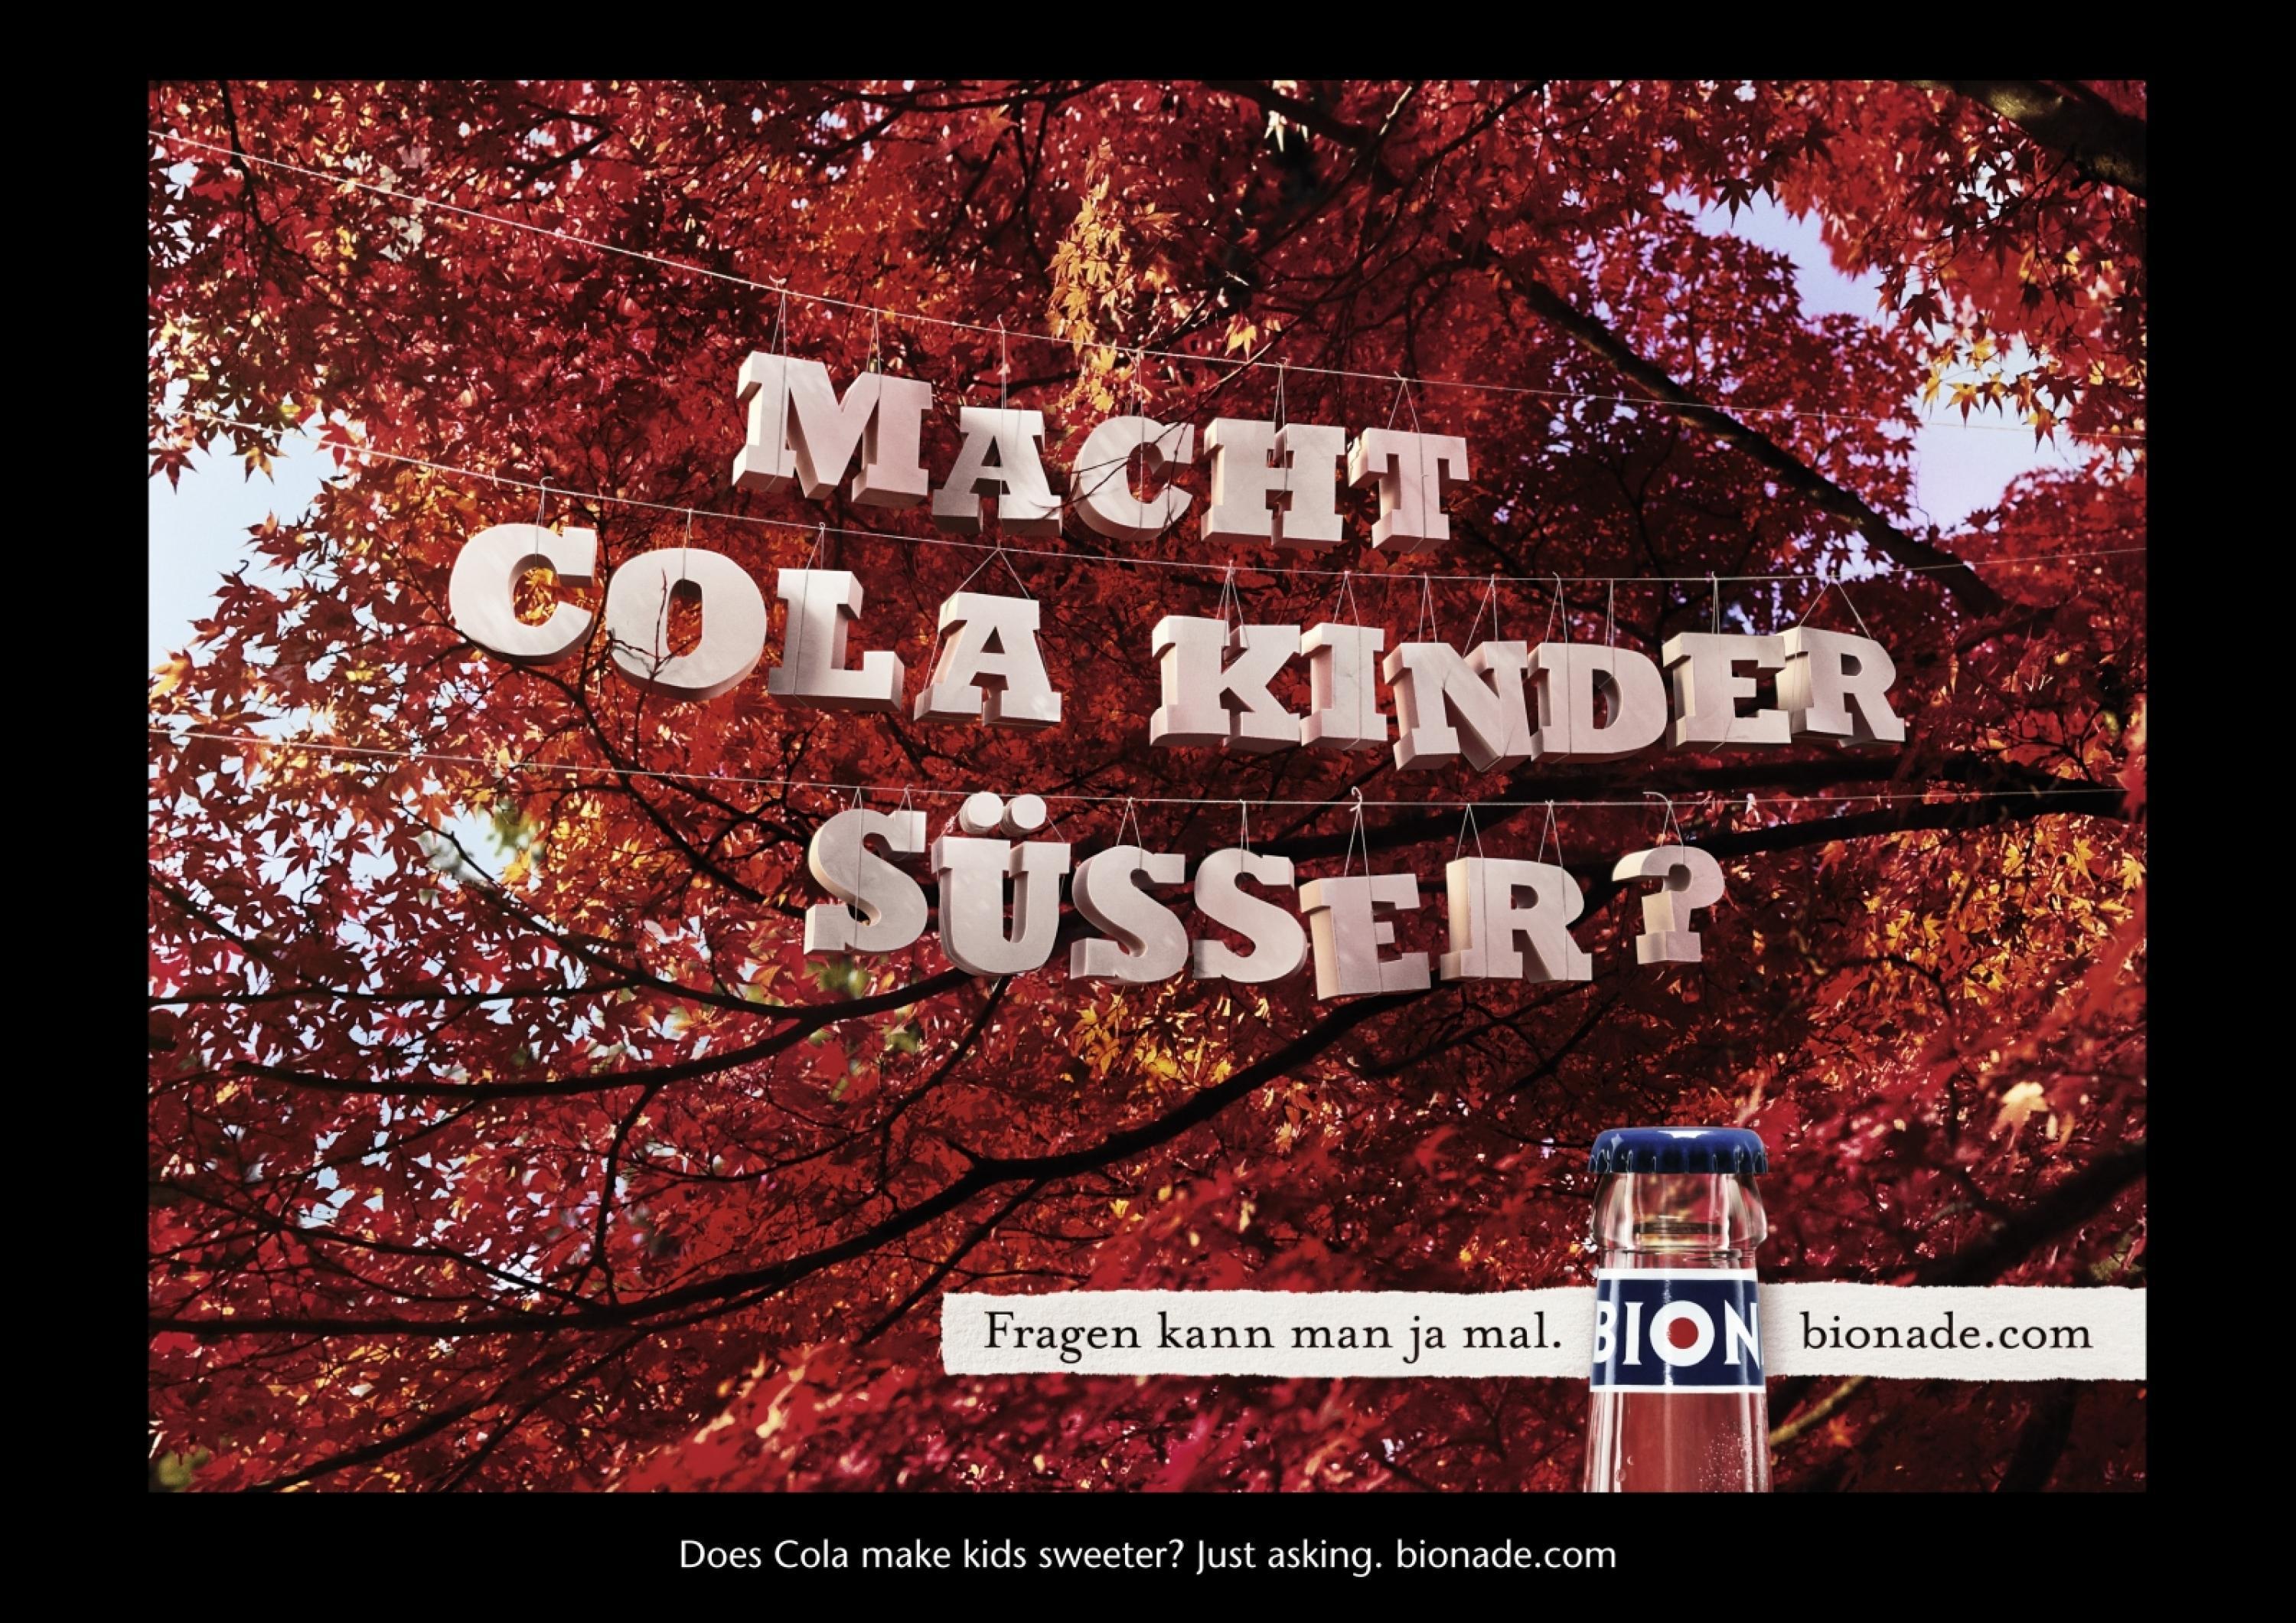 MACHT
COLA KINDER
SÜSSER?
Fragen kann man ja mal. BION bionade.com
Does Cola make kids sweeter? Just asking. bionade.com